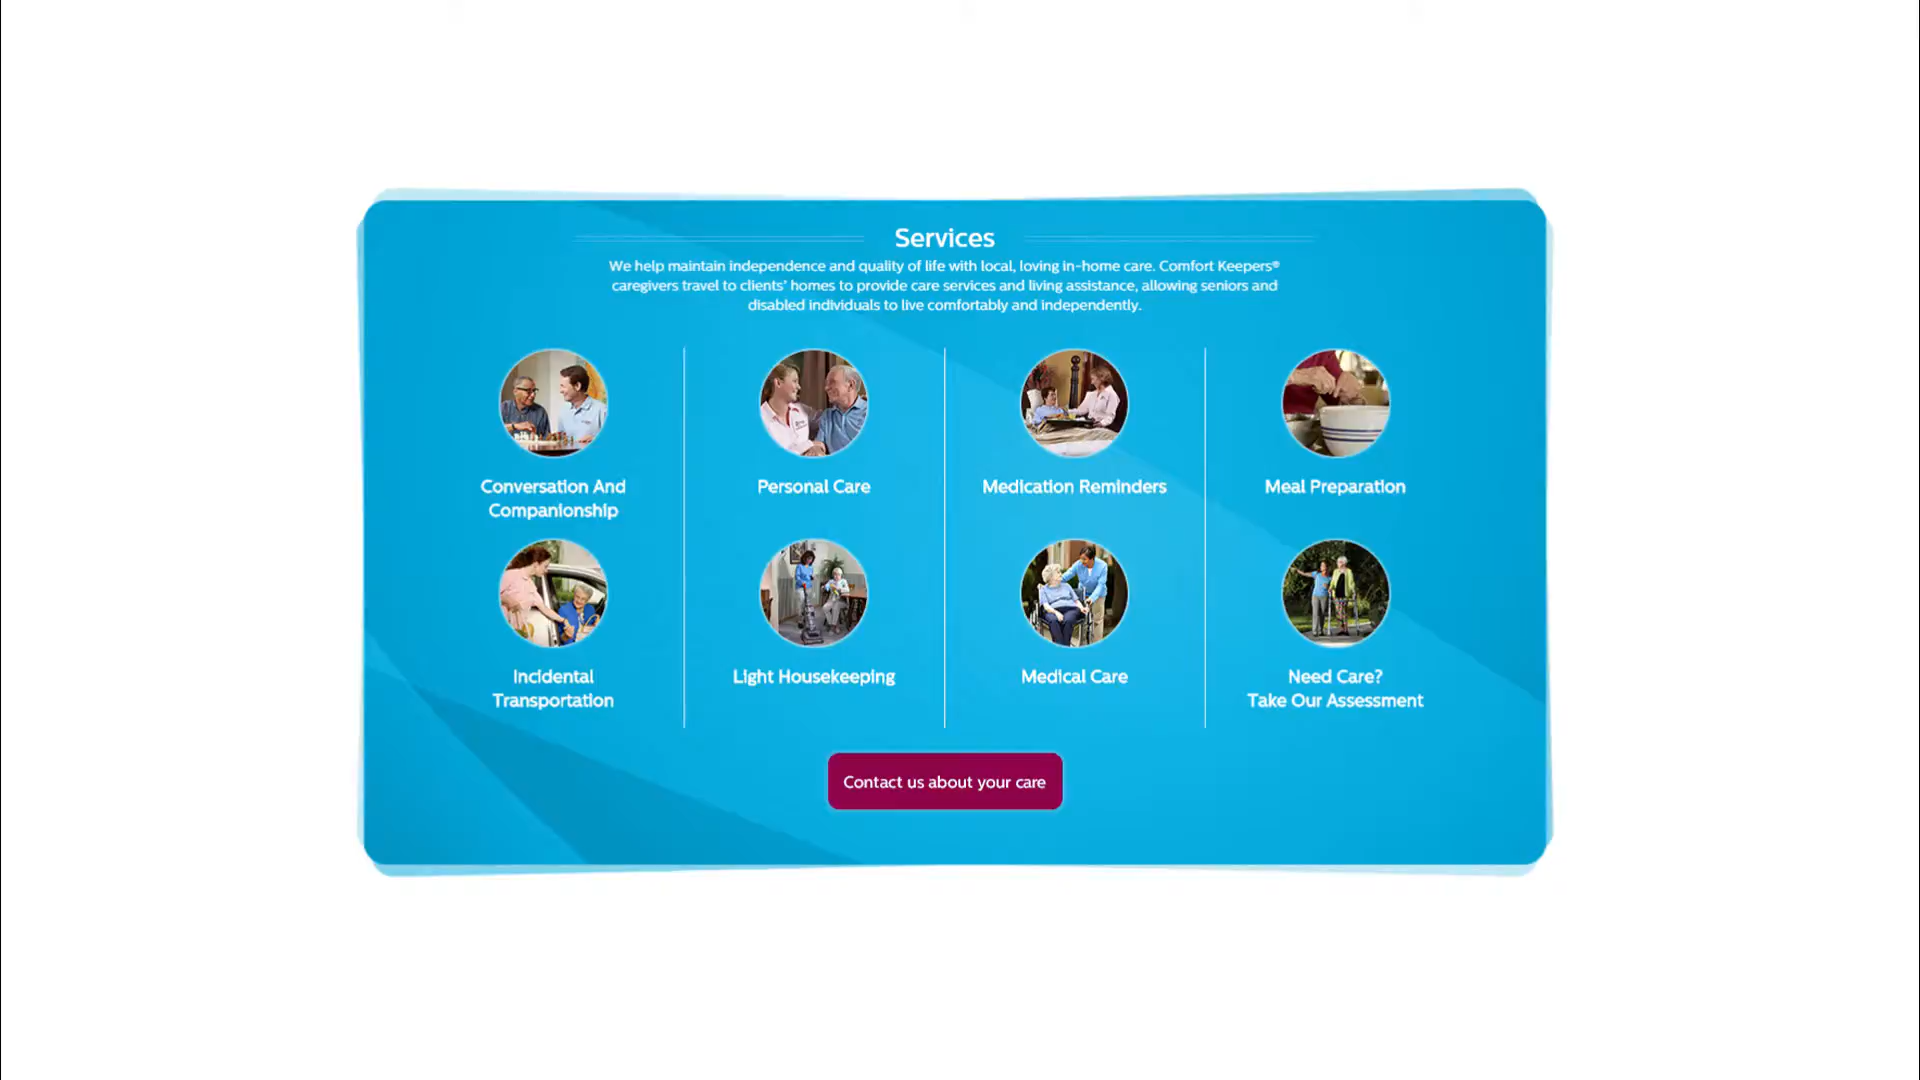 Services
We help maintain independence and quality of life with local, loving in-home care. Comfort Keepers®
caregivers travel to clients' homes to provide care services and living assistance, allowing seniors and
disabled individuals to live comfortably and independently.
Conversation And
Companionship
Personal Care
Medication Reminders
Meal Preparation
Incidental
Transportation
Light Housekeeping
Medical Care
Need Care?
Take Our Assessment
Contact us about your care